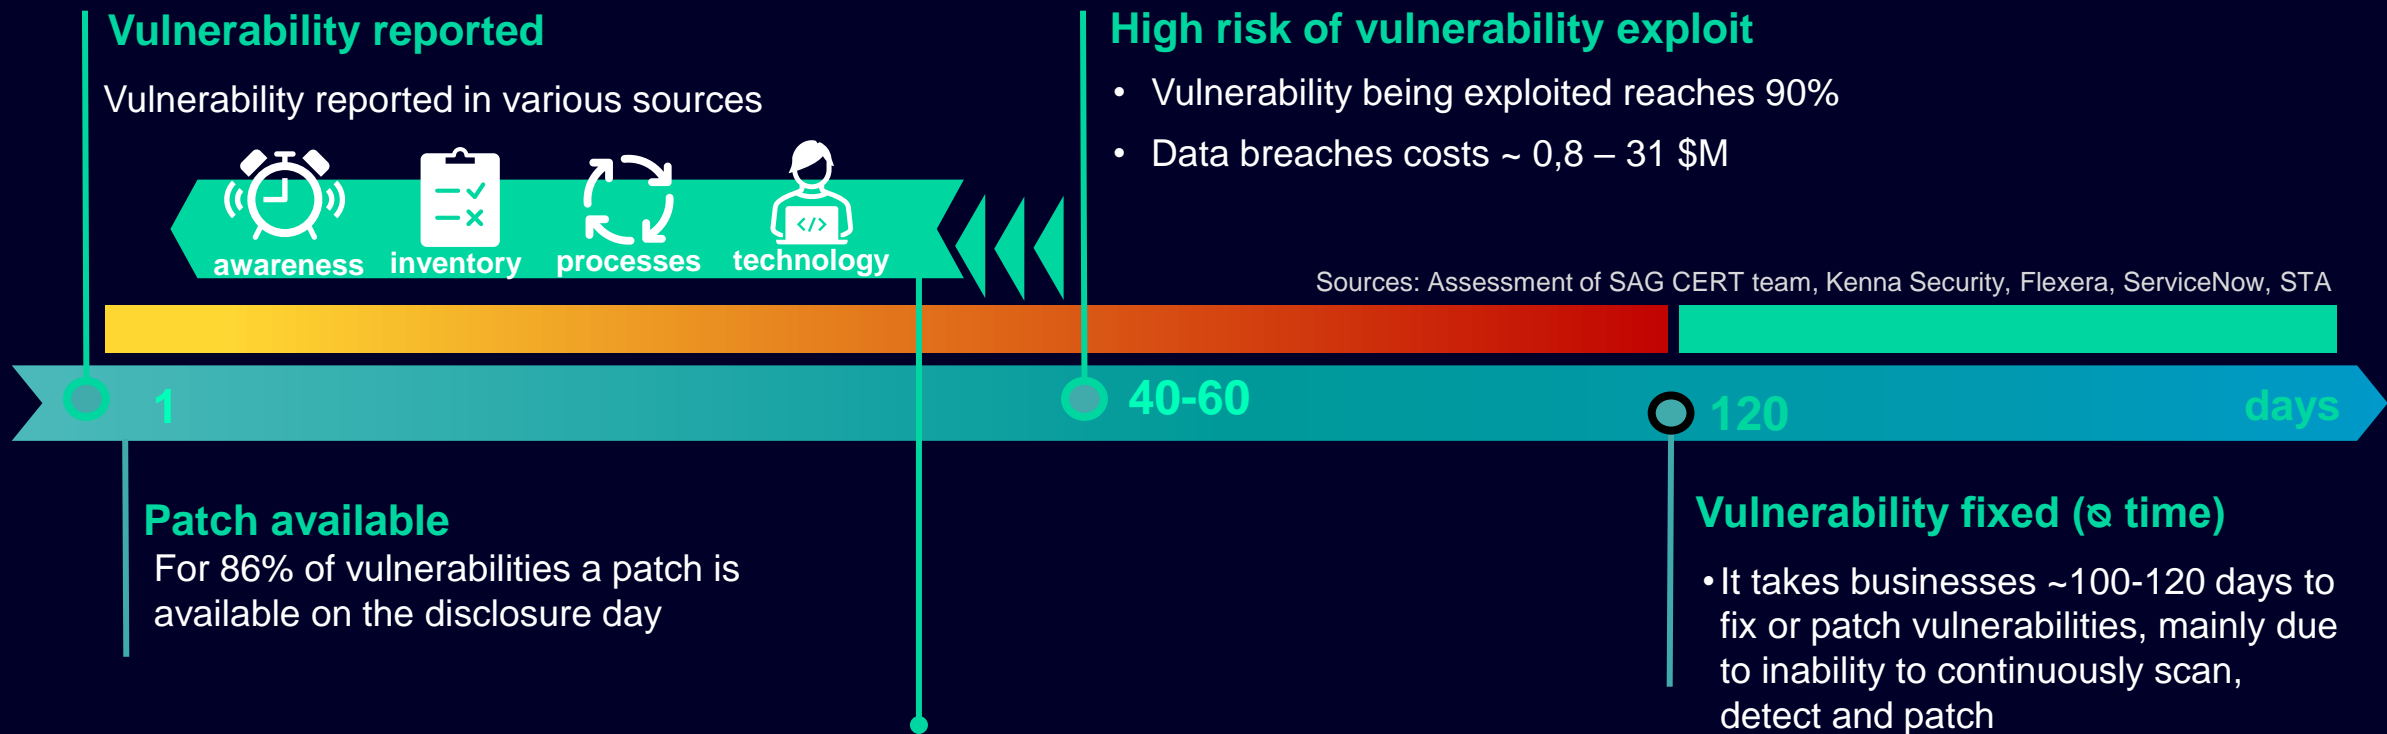 Vulnerability reported
Vulnerability reported in various sources
awareness inventory processes technology
High risk of vulnerability exploit
• Vulnerability being exploited reaches 90%
• Data breaches costs ~ 0,8 – 31 $M
Sources: Assessment of SAG CERT team, Kenna Security, Flexera, ServiceNow, STA
1
40-60
120
days
Patch available
For 86% of vulnerabilities a patch is
available on the disclosure day
Vulnerability fixed (⦰ time)
• It takes businesses ~100-120 days to
fix or patch vulnerabilities, mainly due
to inability to continuously scan,
detect and patch